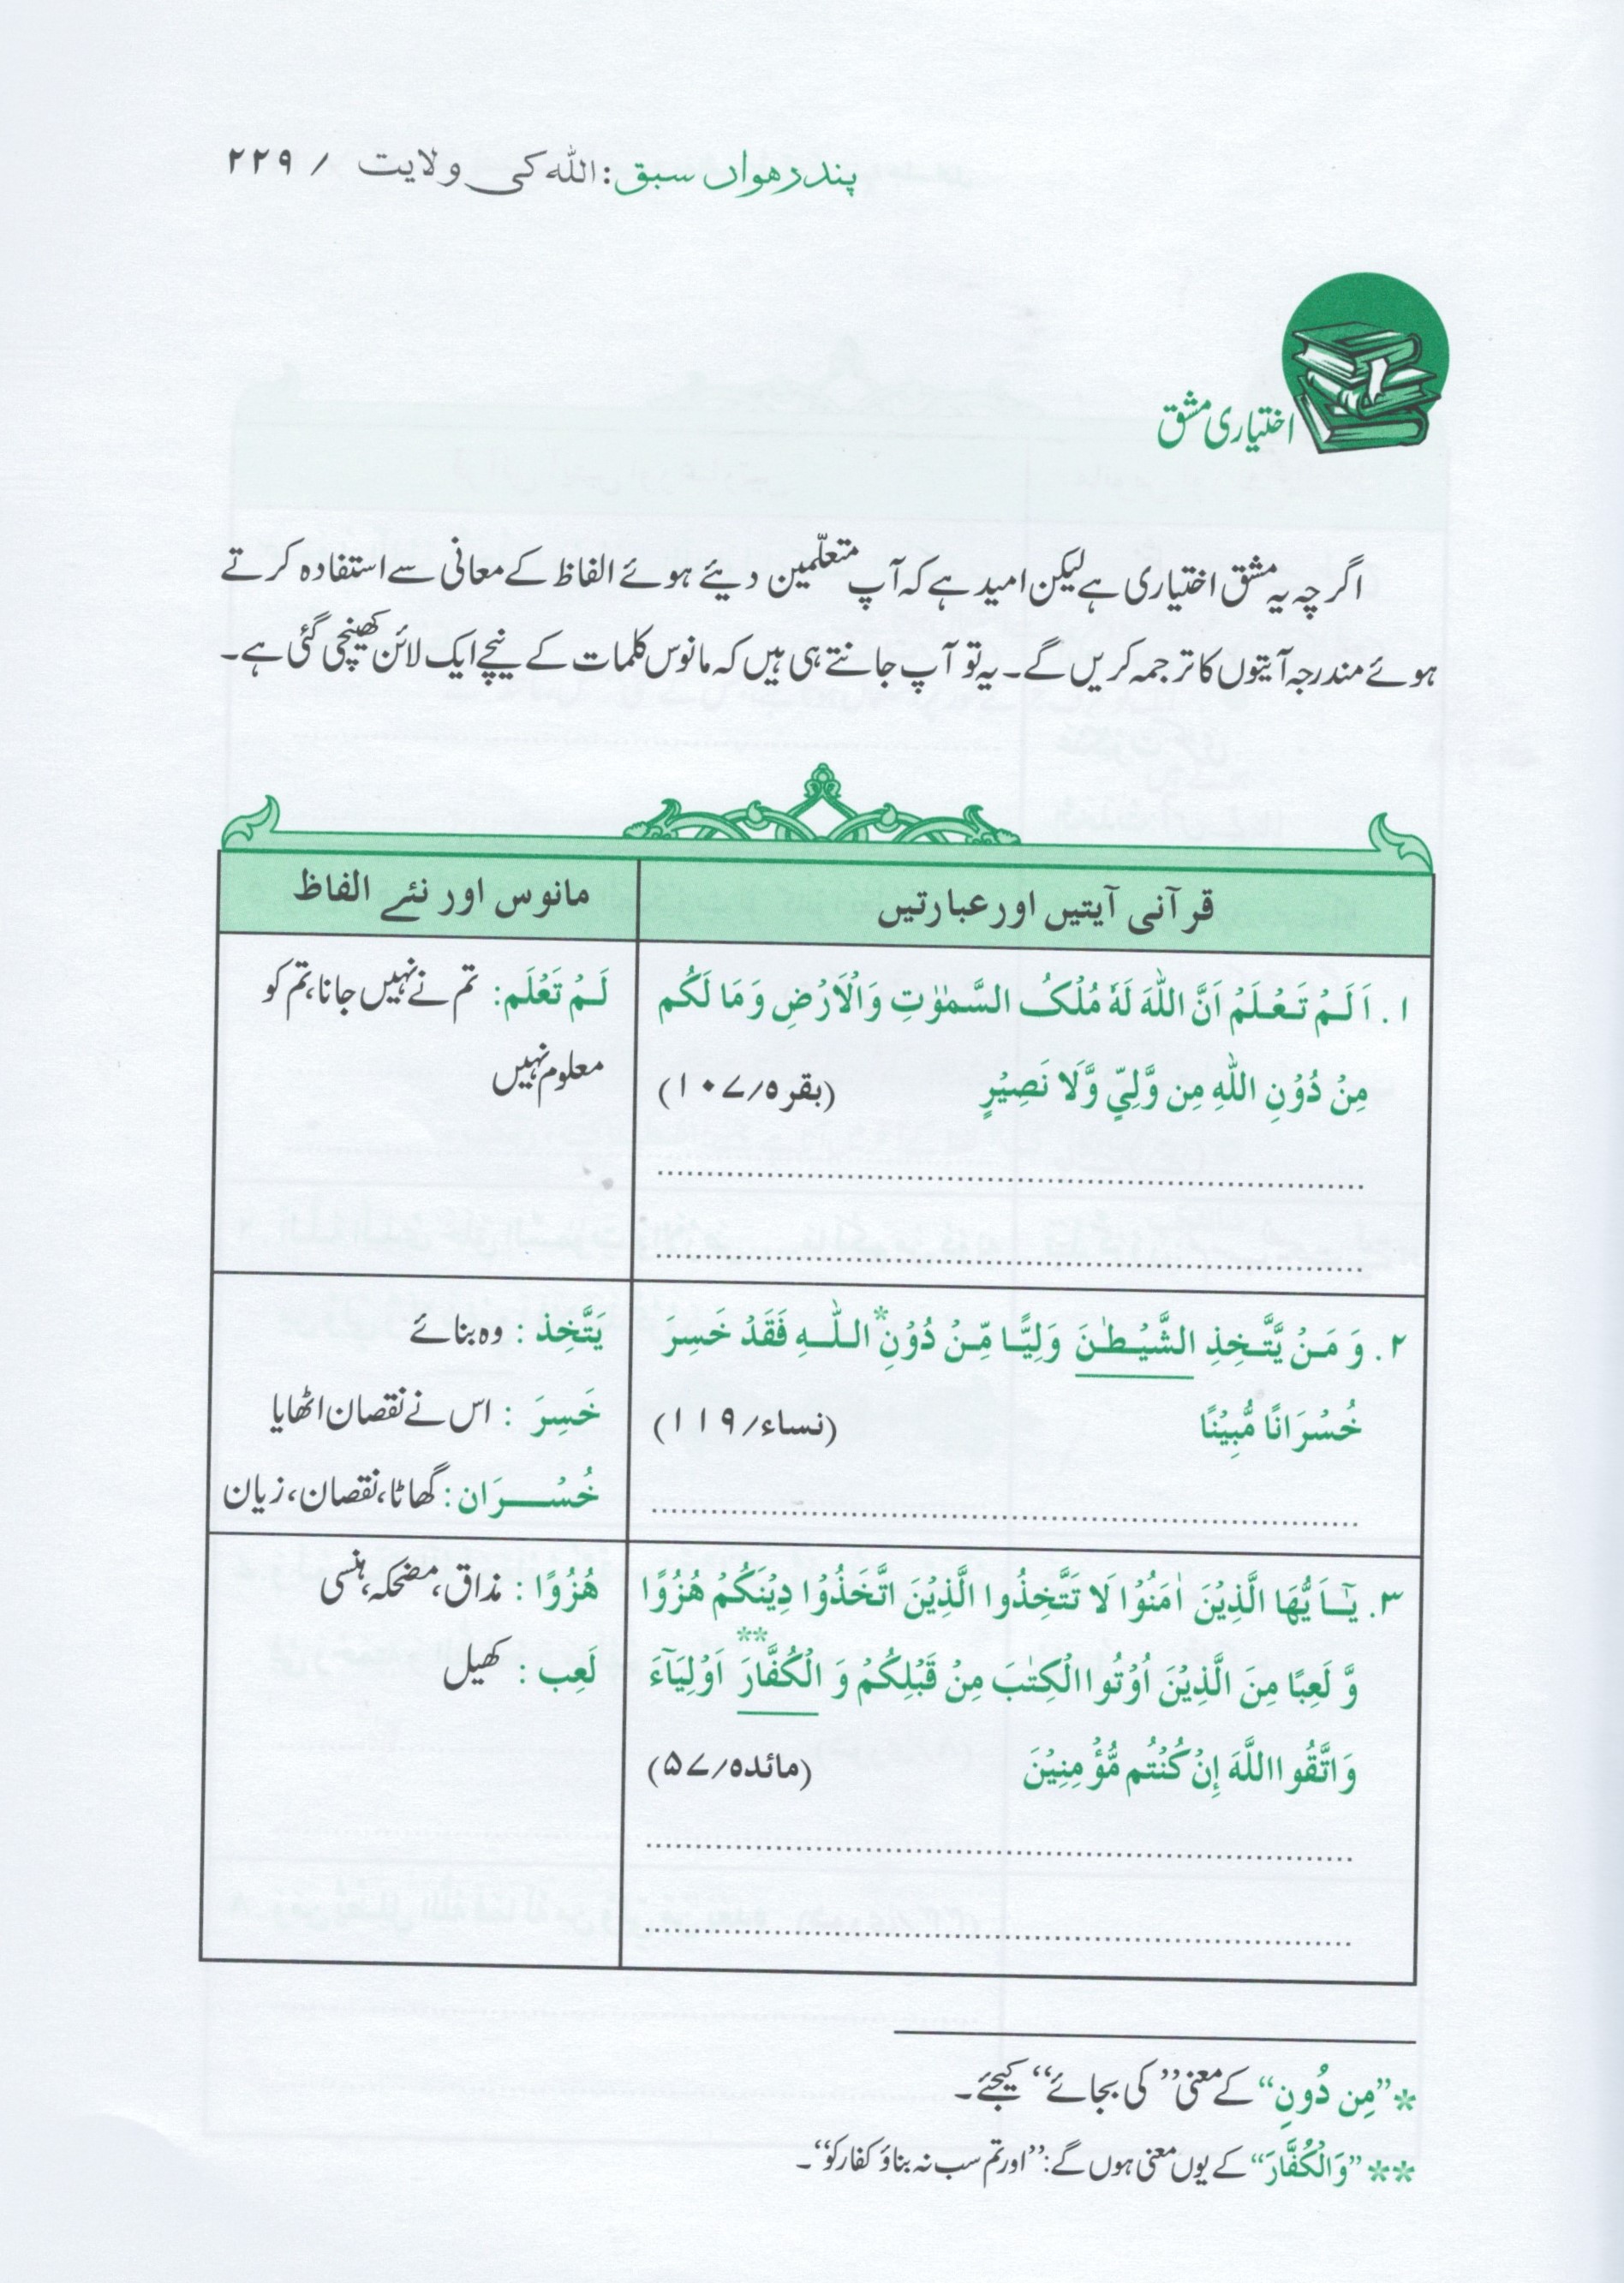 پندرھواں سبق: اللہ کی ولایت / ۲۲۹
اختیاری مشق
اگر چہ یہ مشق اختیاری ہے لیکن امید ہے کہ آپ متعلّمین دیئے ہوئے الفاظ کے معانی سے استفادہ کرتے
ہوئے مندرجہ آیتوں کا ترجمہ کریں گے۔ یہ تو آپ جانتے ہی ہیں کہ مانوس کلمات کے نیچے ایک لائن کھینچی گئی ہے۔
قرآنی آیتیں اور عبارتیں
مانوس اور نئے الفاظ
۱. اَلَمْ تَعْلَمْ اَنَّ اللّٰهَ لَهٗ مُلْکُ السَّمٰوٰتِ وَالْاَرْضِ وَمَا لَکُم
مِنْ دُوْنِ اللّٰهِ مِن وَّلِيٍّ وَّلَا نَصِيْرٍ (بقرہ/۱۰۷)
لَمْ تَعْلَم: تم نے نہیں جانا، تم کو
معلوم نہیں
۲. وَ مَنْ يَّتَّخِذِ الشَّيْطٰنَ وَلِيًّا مِّنْ دُوْنِ* اللّٰهِ فَقَدْ خَسِرَ
خُسْرَانًا مُّبِيْنًا (نساء/۱۱۹)
يَتَّخِذ : وہ بنائے
خَسِرَ : اس نے نقصان اٹھایا
خُسْرَان: گھاٹا، نقصان، زیان
۳. يٰٓاَيُّهَا الَّذِيْنَ اٰمَنُوْا لَا تَتَّخِذُوا الَّذِيْنَ اتَّخَذُوْا دِيْنَكُمْ هُزُوًا
وَّ لَعِبًا مِنَ الَّذِيْنَ اُوْتُوا الْكِتٰبَ مِنْ قَبْلِكُمْ وَ الْكُفَّارَ** اَوْلِيَآءَ
وَاتَّقُوا اللَّهَ إِنْ كُنْتُم مُّؤْمِنِيْنَ (مائدہ/۵۷)
هُزُوًا : مذاق، مضحکہ، ہنسی
لَعِب : کھیل
*”مِن دُونِ“ کے معنی ”کی بجائے“ کیجئے۔
** ”وَالْكُفَّارَ“ کے یوں معنی ہوں گے: ”اور تم سب نہ بناؤ کفار کو“۔